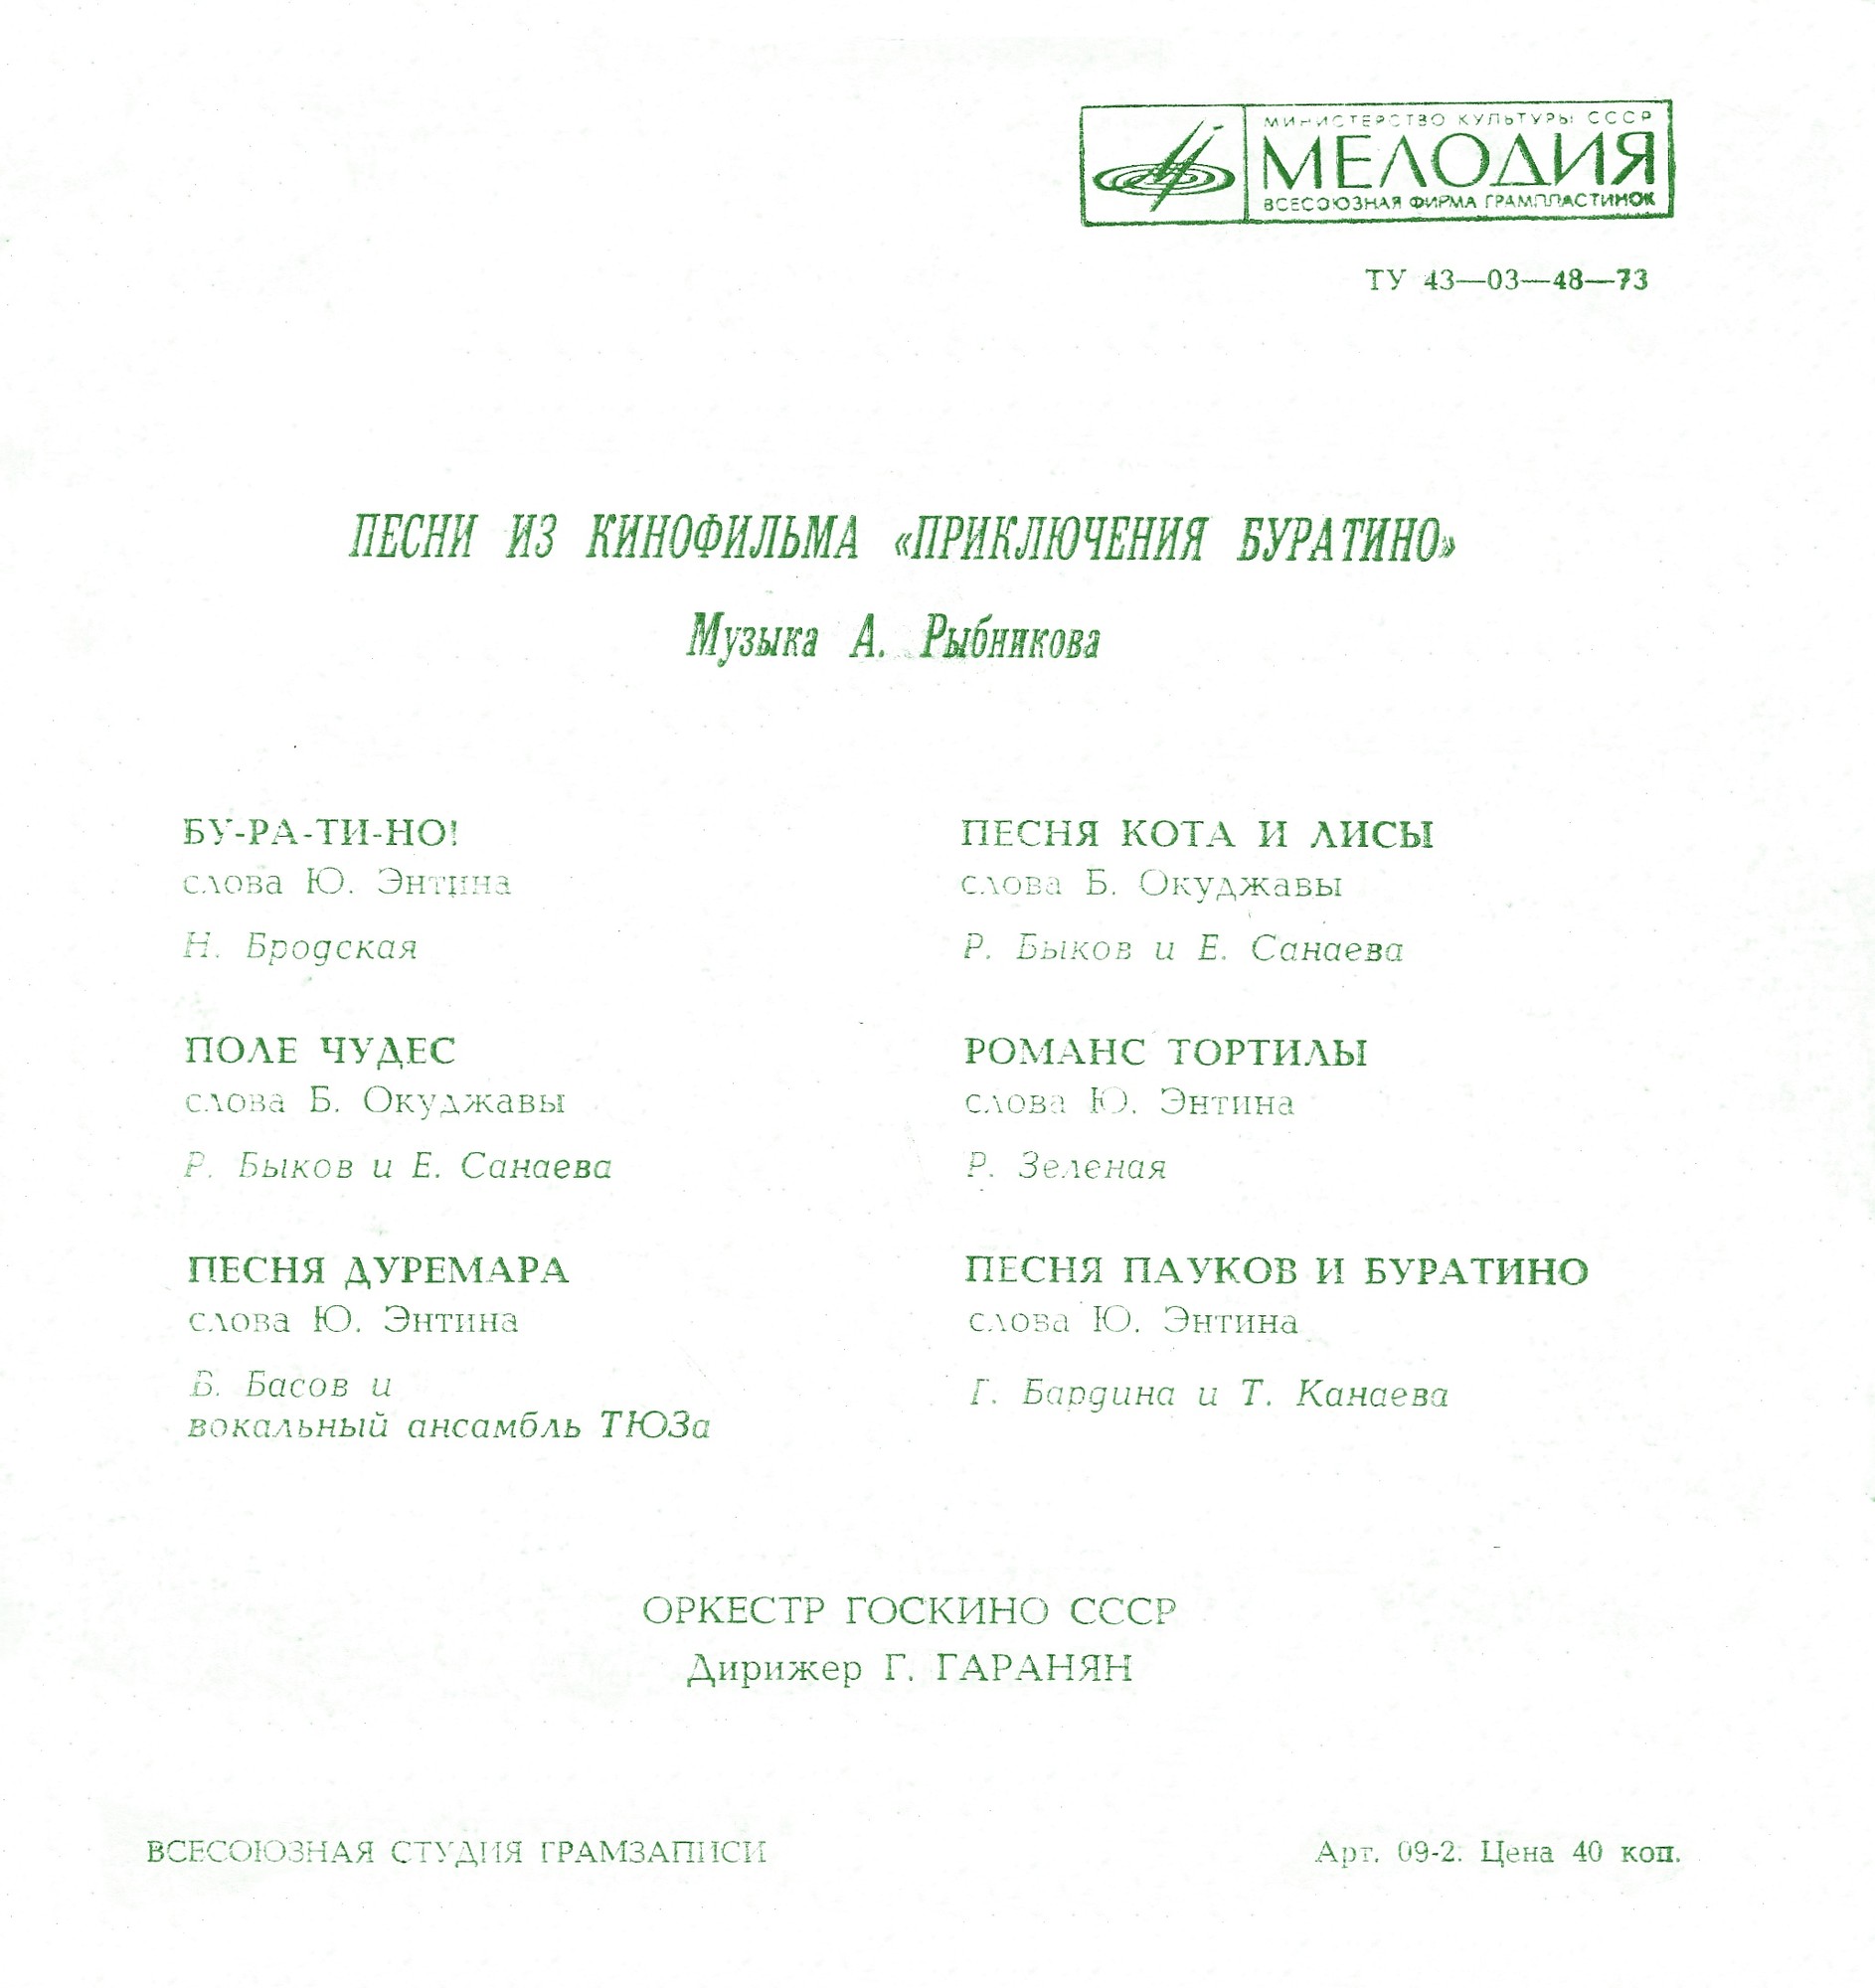 МИНИСТЕРСТВО КУЛЬТУРЫ СССР
МЕЛОДИЯ
ВСЕСОЮЗНАЯ ФИРМА ГРАМПЛАСТИНОК
ТУ 43—03—48—73
ПЕСНИ ИЗ КИНОФИЛЬМА «ПРИКЛЮЧЕНИЯ БУРАТИНО»
Музыка А. Рыбникова
БУ-РА-ТИ-НО!
слова Ю. Энтина
Н. Бродская
ПОЛЕ ЧУДЕС
слова Б. Окуджавы
Р. Быков и Е. Санаева
ПЕСНЯ ДУРЕМАРА
слова Ю. Энтина
В. Басов и
вокальный ансамбль ТЮЗа
ПЕСНЯ КОТА И ЛИСЫ
слова Б. Окуджавы
Р. Быков и Е. Санаева
РОМАНС ТОРТИЛЫ
слова Ю. Энтина
Р. Зеленая
ПЕСНЯ ПАУКОВ И БУРАТИНО
слова Ю. Энтина
Г. Бардина и Т. Канаева
ОРКЕСТР ГОСКИНО СССР
Дирижер Г. ГАРАНЯН
ВСЕСОЮЗНАЯ СТУДИЯ ГРАМЗАПИСИ
Арт. 09-2. Цена 40 коп.